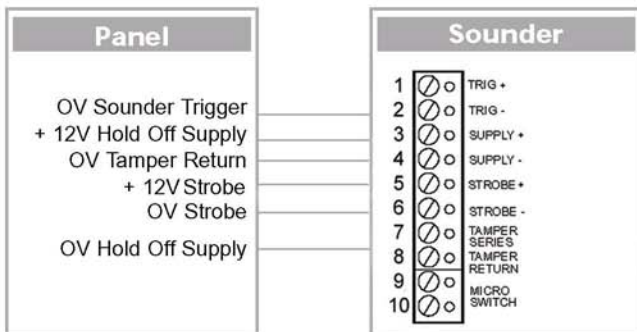 Panel
OV Sounder Trigger
+ 12V Hold Off Supply
OV Tamper Return
+ 12V Strobe
OV Strobe
OV Hold Off Supply
Sounder
1 TRIG +
2 TRIG -
3 SUPPLY +
4 SUPPLY -
5 STROBE +
6 STROBE -
7 TAMPER
SERIES
8 TAMPER
RETURN
9 MICRO
10 SWITCH